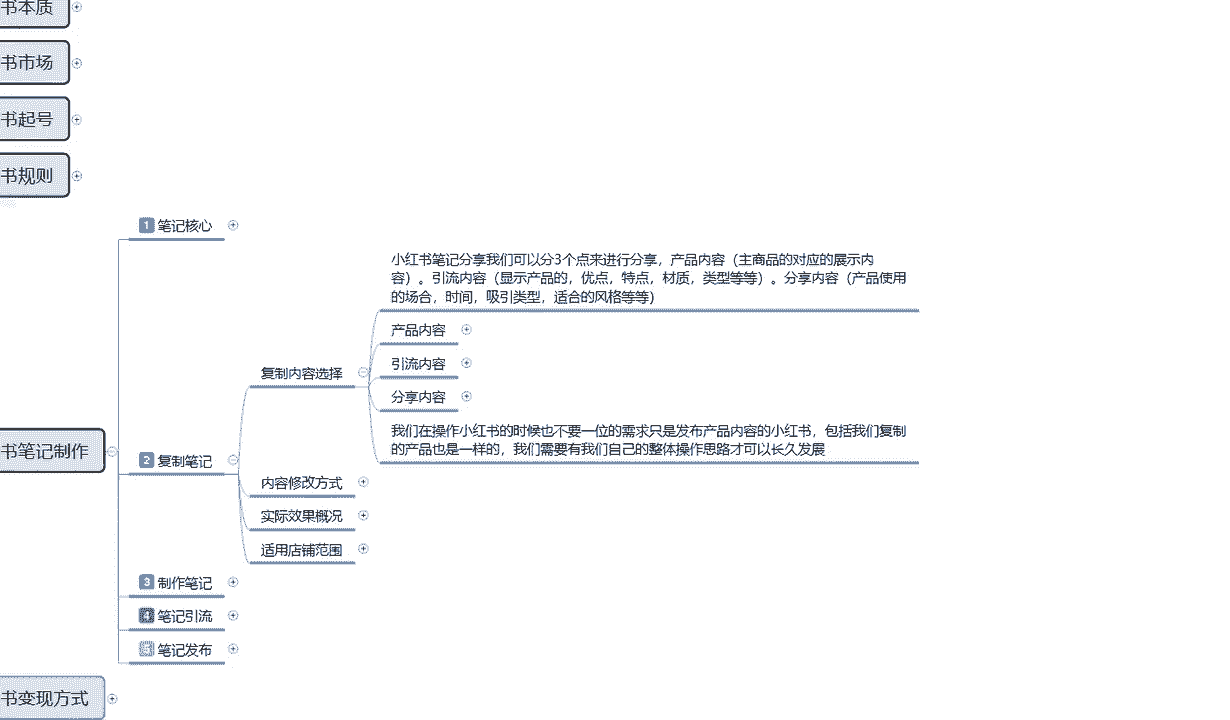 书本质
书市场
书起号
书规则
1 笔记核心
小红书笔记分享我们可以分3个点来进行分享，产品内容（主商品的对应的展示内
容）。引流内容（显示产品的，优点，特点，材质，类型等等）。分享内容（产品使用
的场合，时间，吸引类型，适合的风格等等）
产品内容
引流内容
复制内容选择
分享内容
我们在操作小红书的时候也不要一位的需求只是发布产品内容的小红书，包括我们复制
的产品也是一样的，我们需要有我们自己的整体操作思路才可以长久发展
书笔记制作
2 复制笔记
内容修改方式
实际效果概况
适用店铺范围
3 制作笔记
4 笔记引流
5 笔记发布
书变现方式